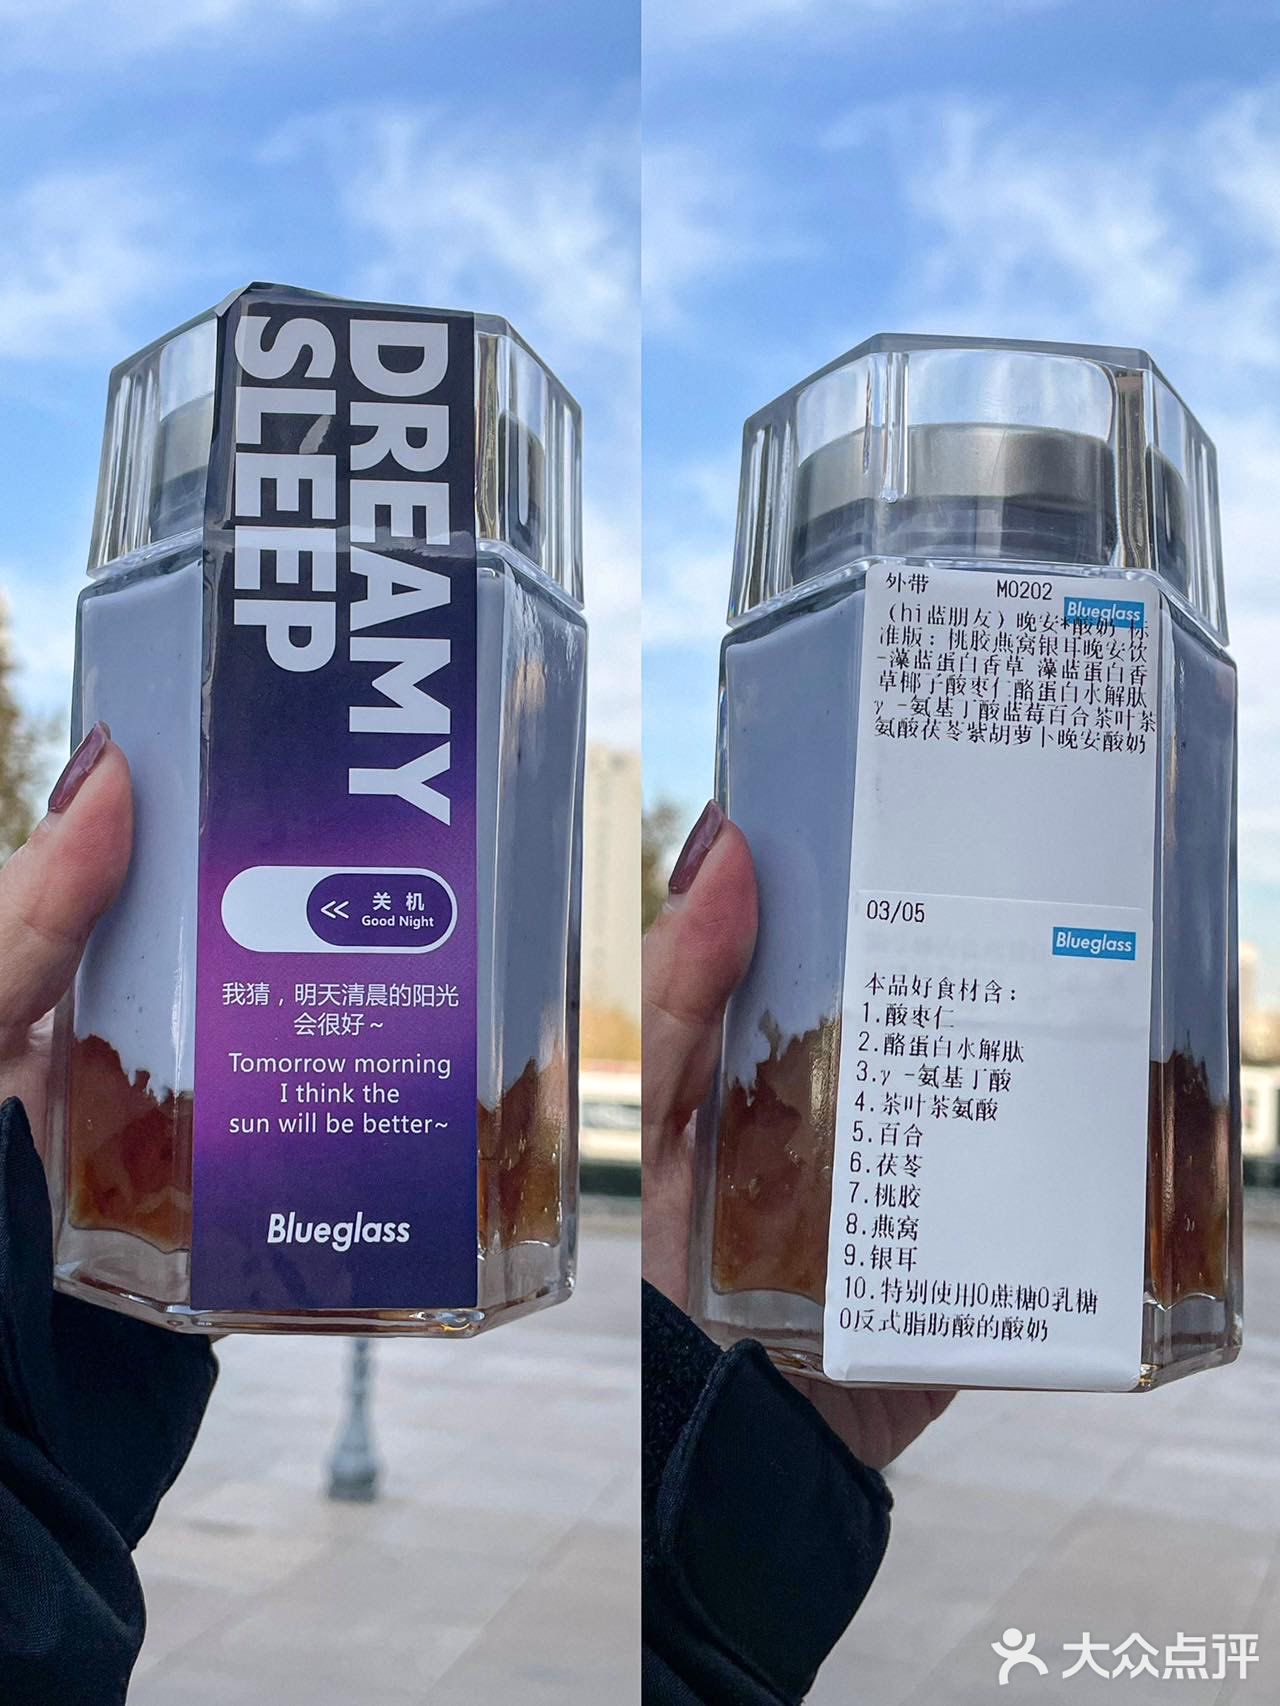 DREAMY
SLEEP
关机
Good Night
我猜，明天清晨的阳光
会很好~
Tomorrow morning
I think the
sun will be better~
Blueglass
外带 M0202
Blueglass
(hi蓝朋友)晚安*酸奶 标
准版：桃胶燕窝银耳晚安饮
-藻蓝蛋白香草 藻蓝蛋白香
草椰子酸枣仁酪蛋白水解肽
γ-氨基丁酸蓝莓百合茶叶茶
氨酸茯苓紫胡萝卜晚安酸奶
03/05
Blueglass
本品好食材含：
1.酸枣仁
2.酪蛋白水解肽
3.γ-氨基丁酸
4.茶叶茶氨酸
5.百合
6.茯苓
7.桃胶
8.燕窝
9.银耳
10.特别使用0蔗糖0乳糖
0反式脂肪酸的酸奶
大众点评